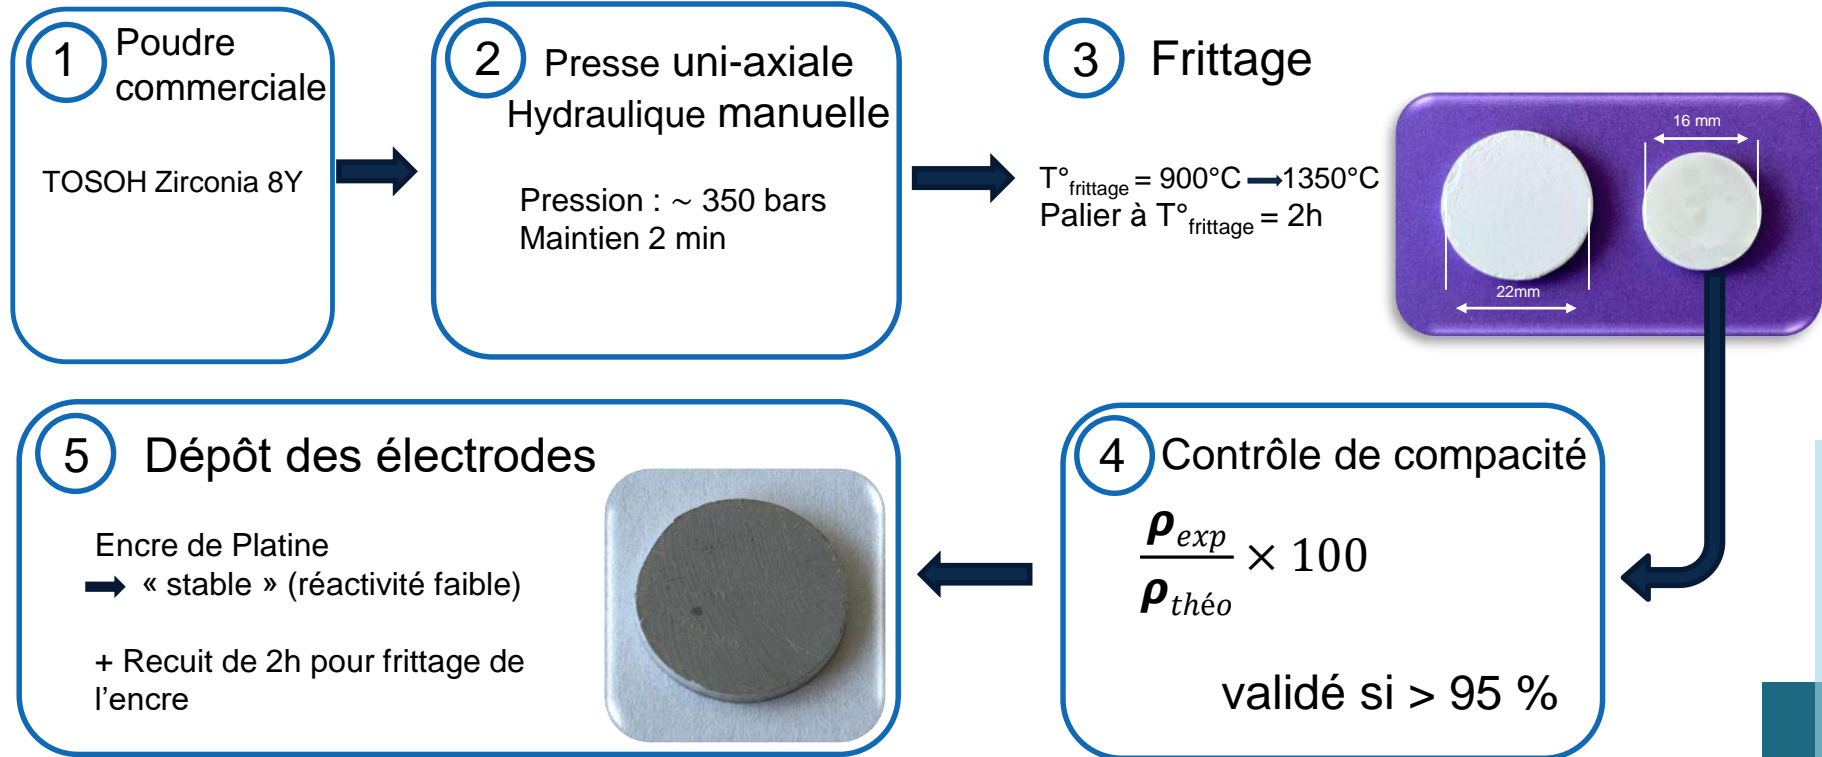 1
Poudre
commerciale
TOSOH Zirconia 8Y
2
Presse uni-axiale
Hydraulique manuelle
Pression : ~ 350 bars
Maintien 2 min
3
Frittage
T°frittage = 900°C → 1350°C
Palier à T°frittage = 2h
16 mm
22mm
4
Contrôle de compacité
ρexp
ρthéo
× 100
validé si > 95 %
5
Dépôt des électrodes
Encre de Platine
➡ « stable » (réactivité faible)
+ Recuit de 2h pour frittage de
l’encre